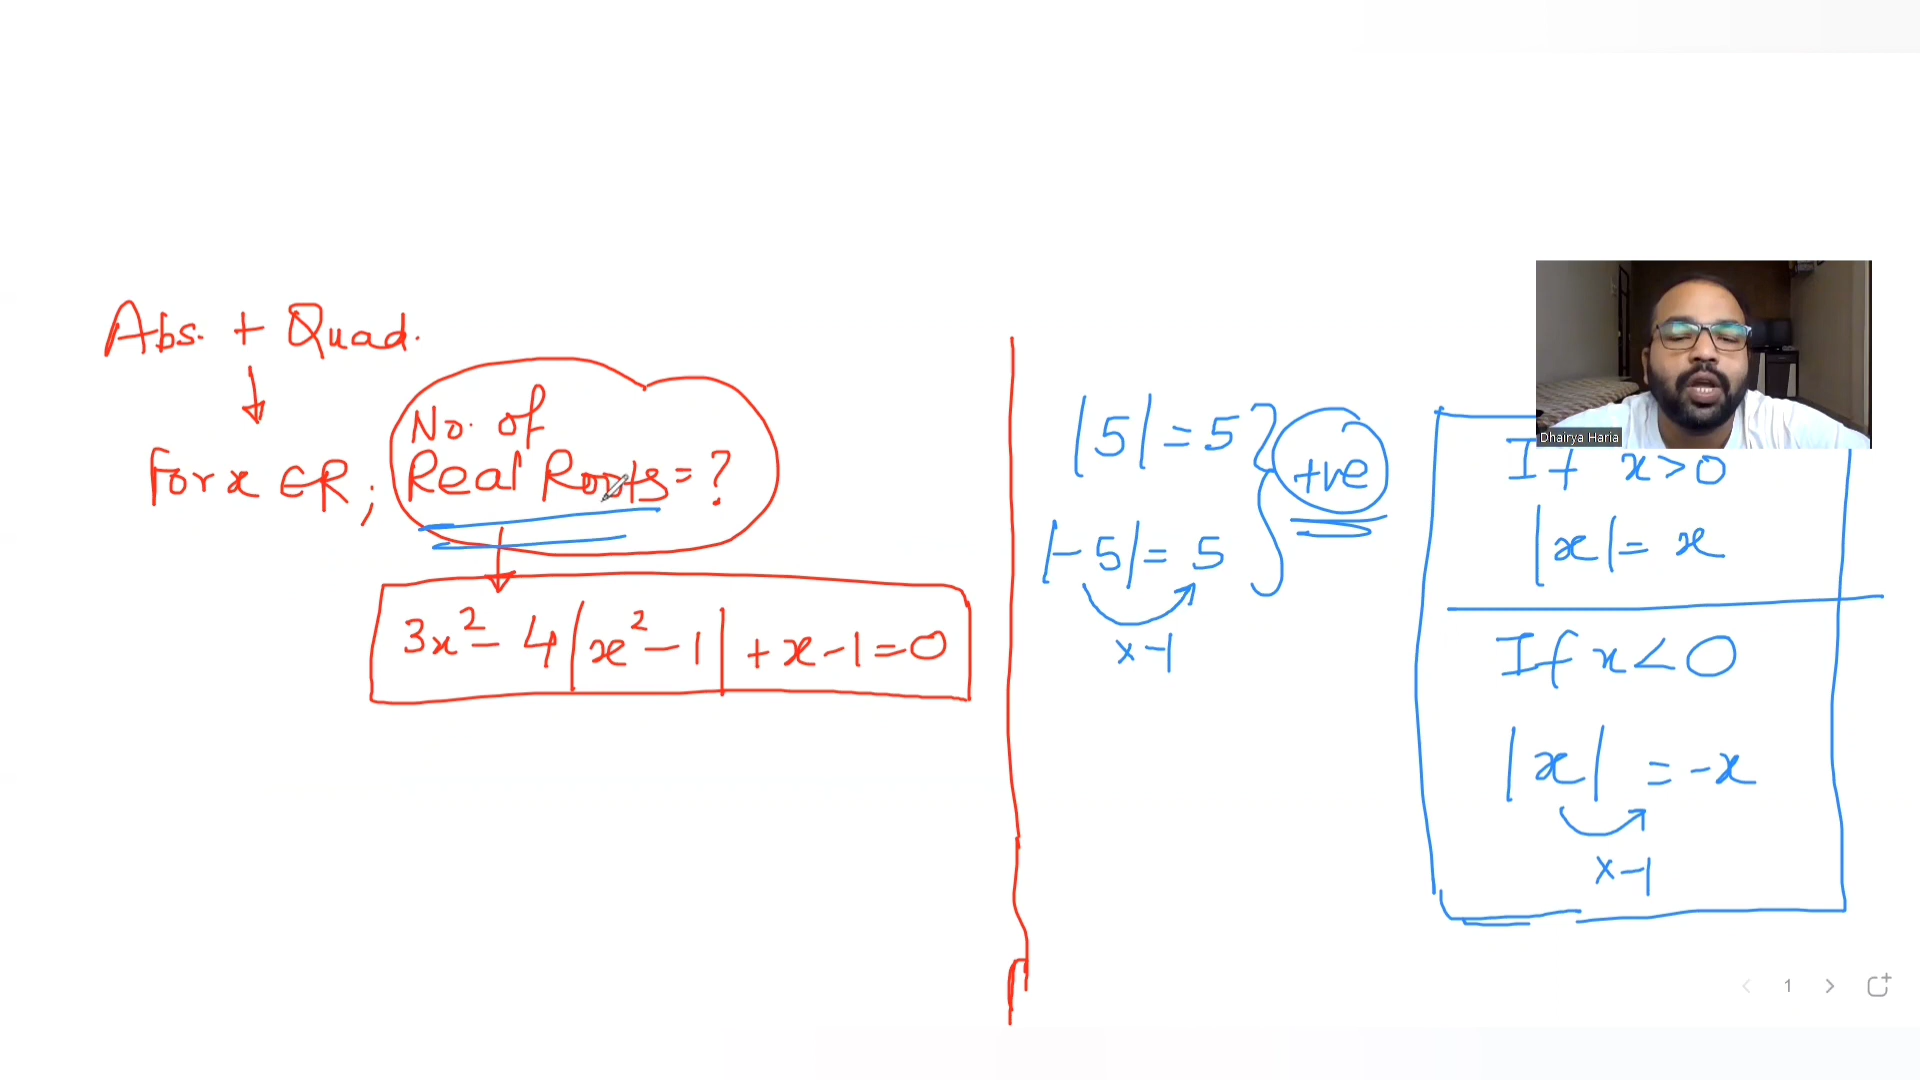 Abs. + Quad.
For x ∈ R;
No. of
Real Roots = ?
3x² - 4|x² - 1| + x - 1 = 0
|5| = 5
|-5| = 5
x -1
+ve
If x > 0
|x| = x
If x < 0
|x| = -x
x -1
Dhairya Haria
1